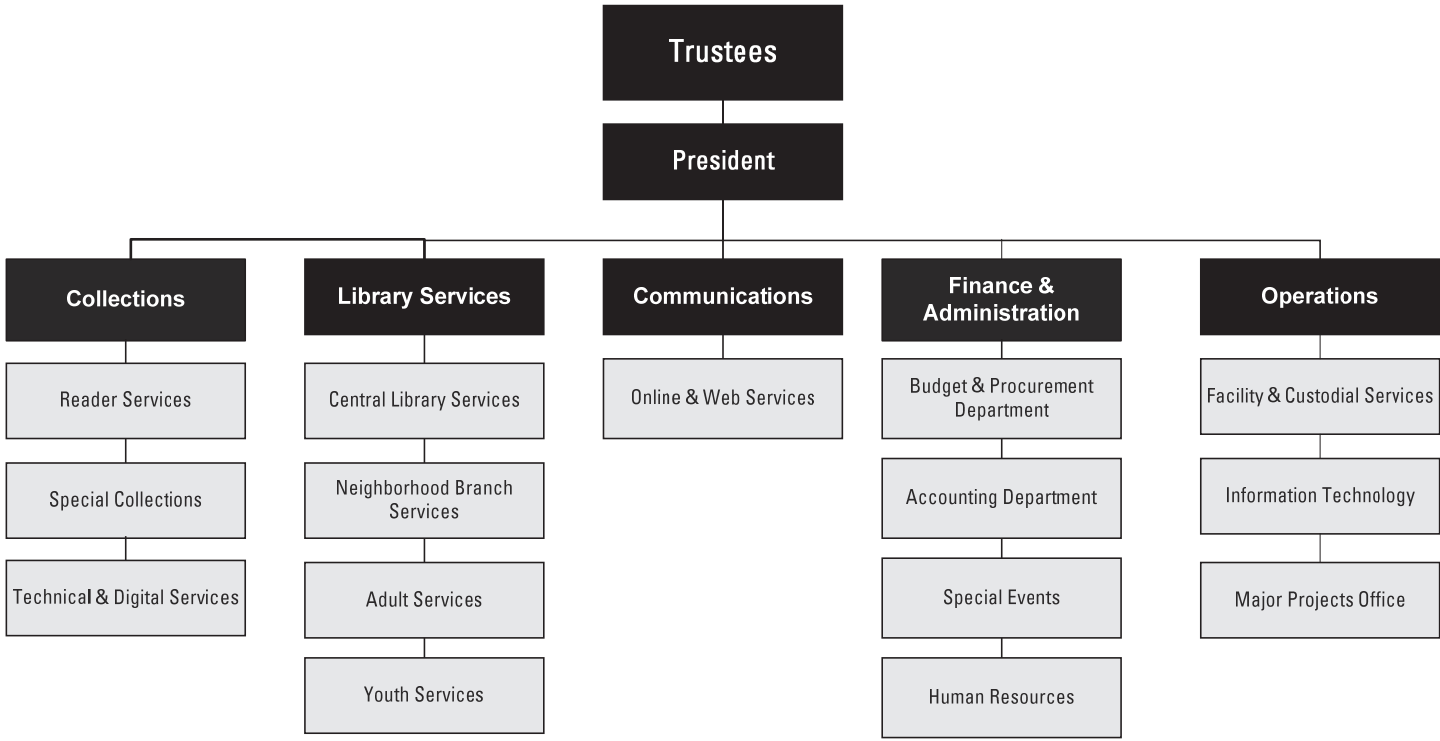 Trustees
President
Collections
Library Services
Communications
Finance &
Administration
Operations
Reader Services
Special Collections
Technical & Digital Services
Central Library Services
Neighborhood Branch
Services
Adult Services
Youth Services
Online & Web Services
Budget & Procurement
Department
Accounting Department
Special Events
Human Resources
Facility & Custodial Services
Information Technology
Major Projects Office